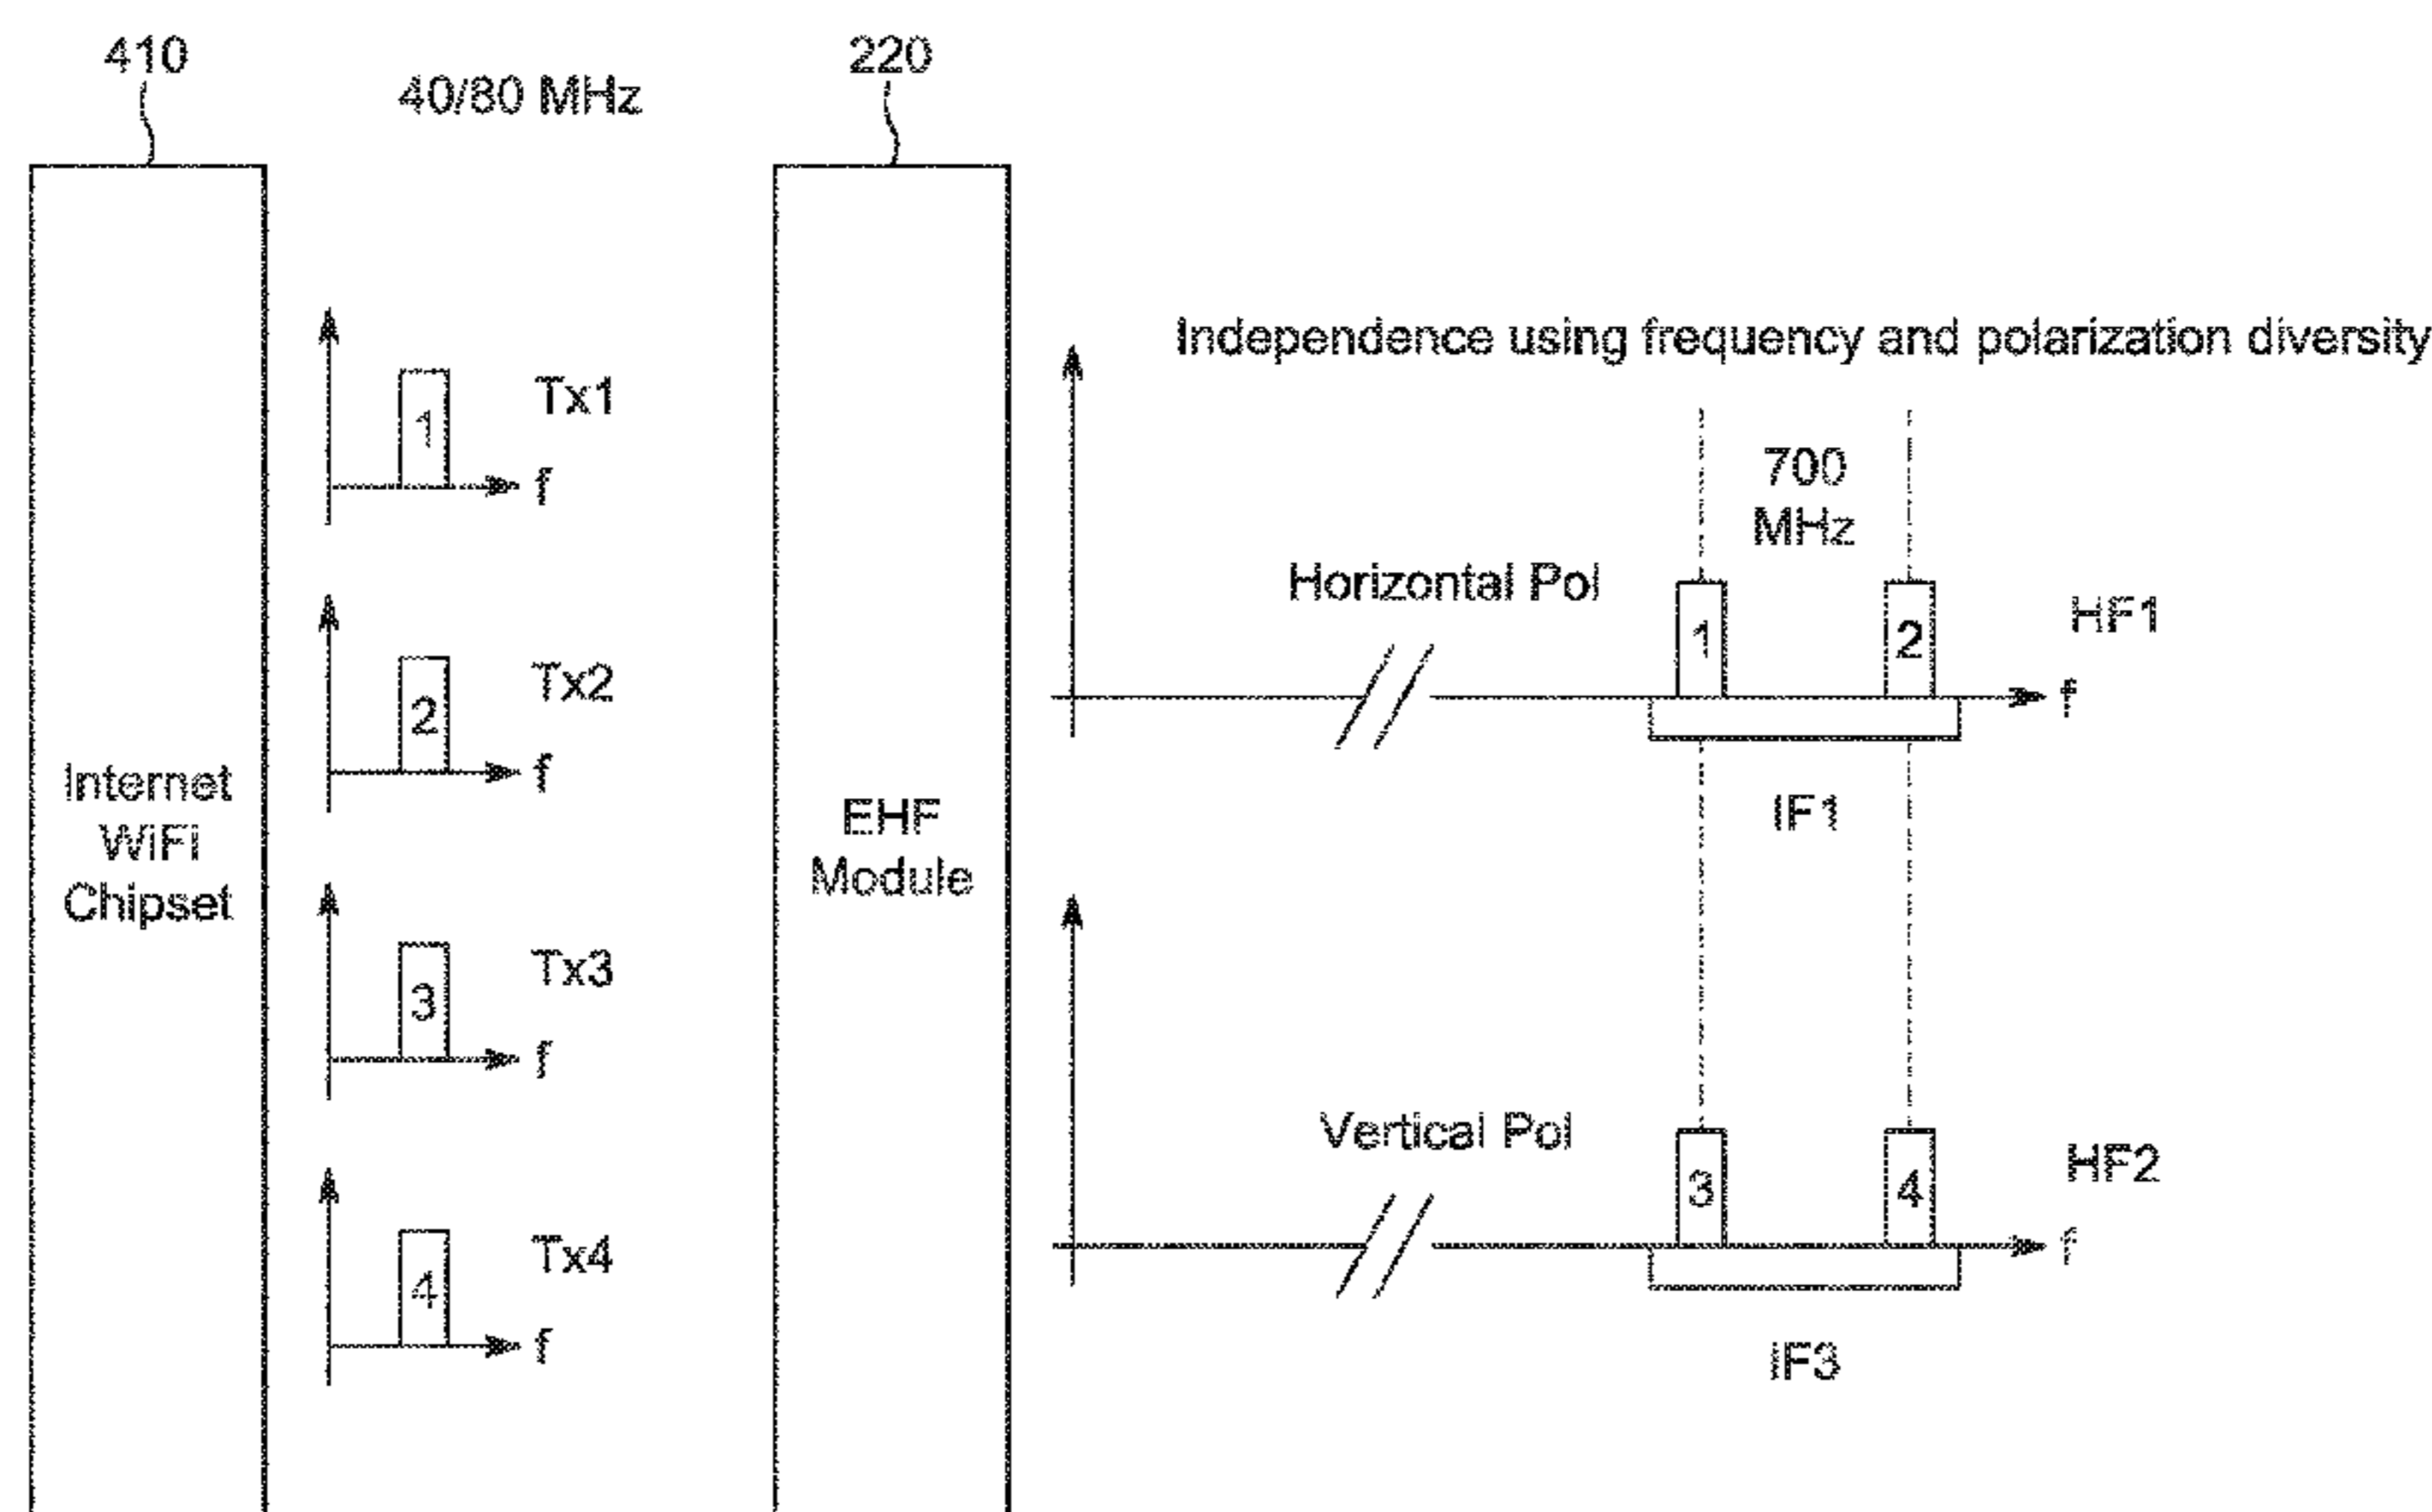 410
40/80 MHz
220
Internet
WiFi
Chipset
1
Tx1
f
2
Tx2
f
3
Tx3
f
4
Tx4
f
EHF
Module
Independence using frequency and polarization diversity
700
MHz
Horizontal Pol
1
2
HF1
f
IF1
Vertical Pol
3
4
HF2
f
IF3